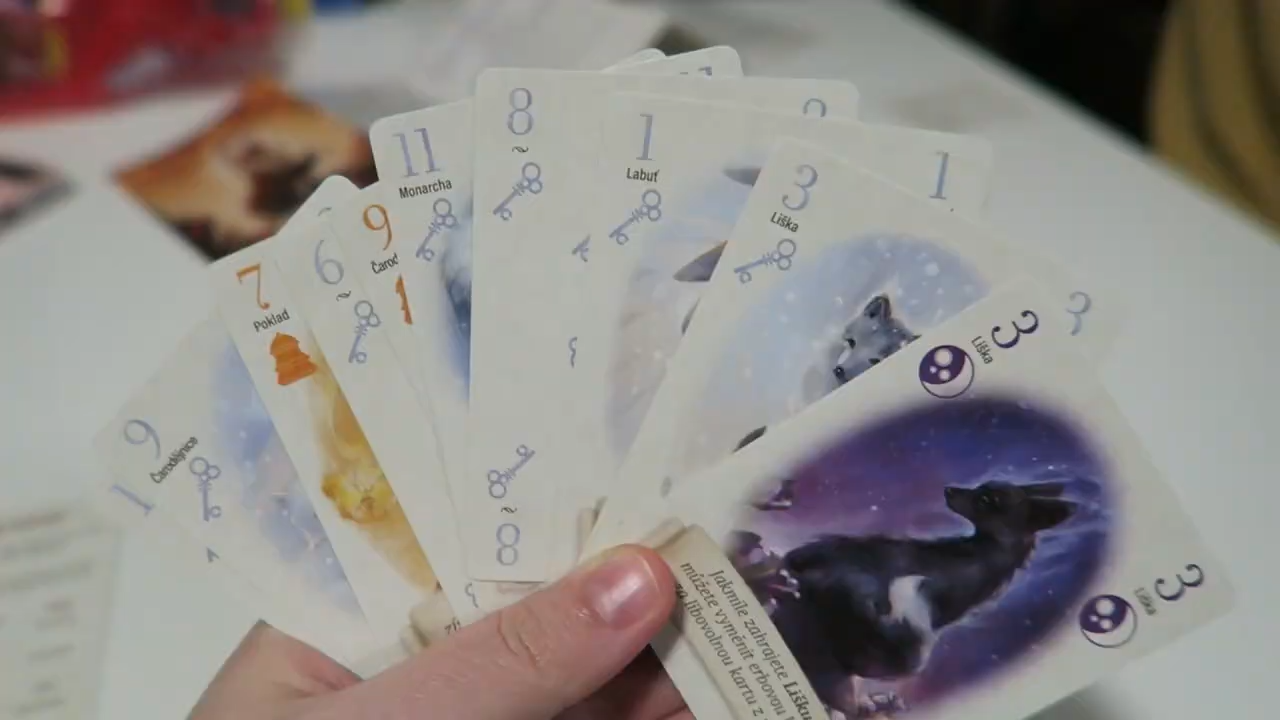 9
Čarodějnice
7
Poklad
6
9
Čaroď
11
Monarcha
8
8
1
Labuť
1
3
Liška
3
3
Liška
3
Liška
Jakmile zahrajete Lišku
můžete vyměnit erbovou
za libovolnou kartu z